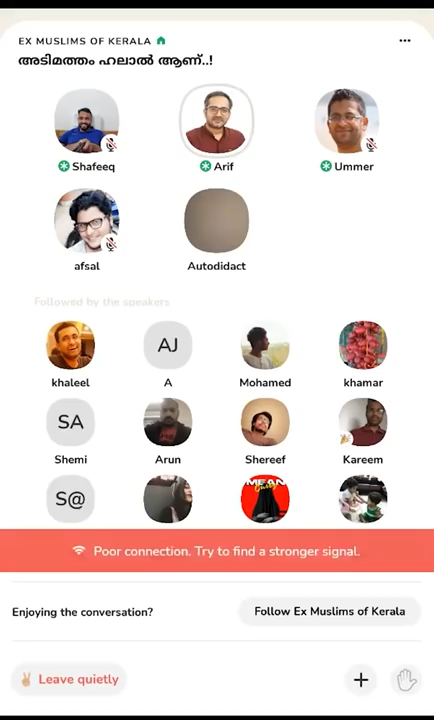 EX MUSLIMS OF KERALA
അടിമത്തം ഹലാൽ ആണ്..!
Shafeeq Arif Ummer
afsal Autodidact
Followed by the speakers
khaleel A Mohamed khamar
AJ
SA
Shemi Arun Shereef Kareem
S@ MEAN
Poor connection. Try to find a stronger signal.
Enjoying the conversation? Follow Ex Muslims of Kerala
Leave quietly